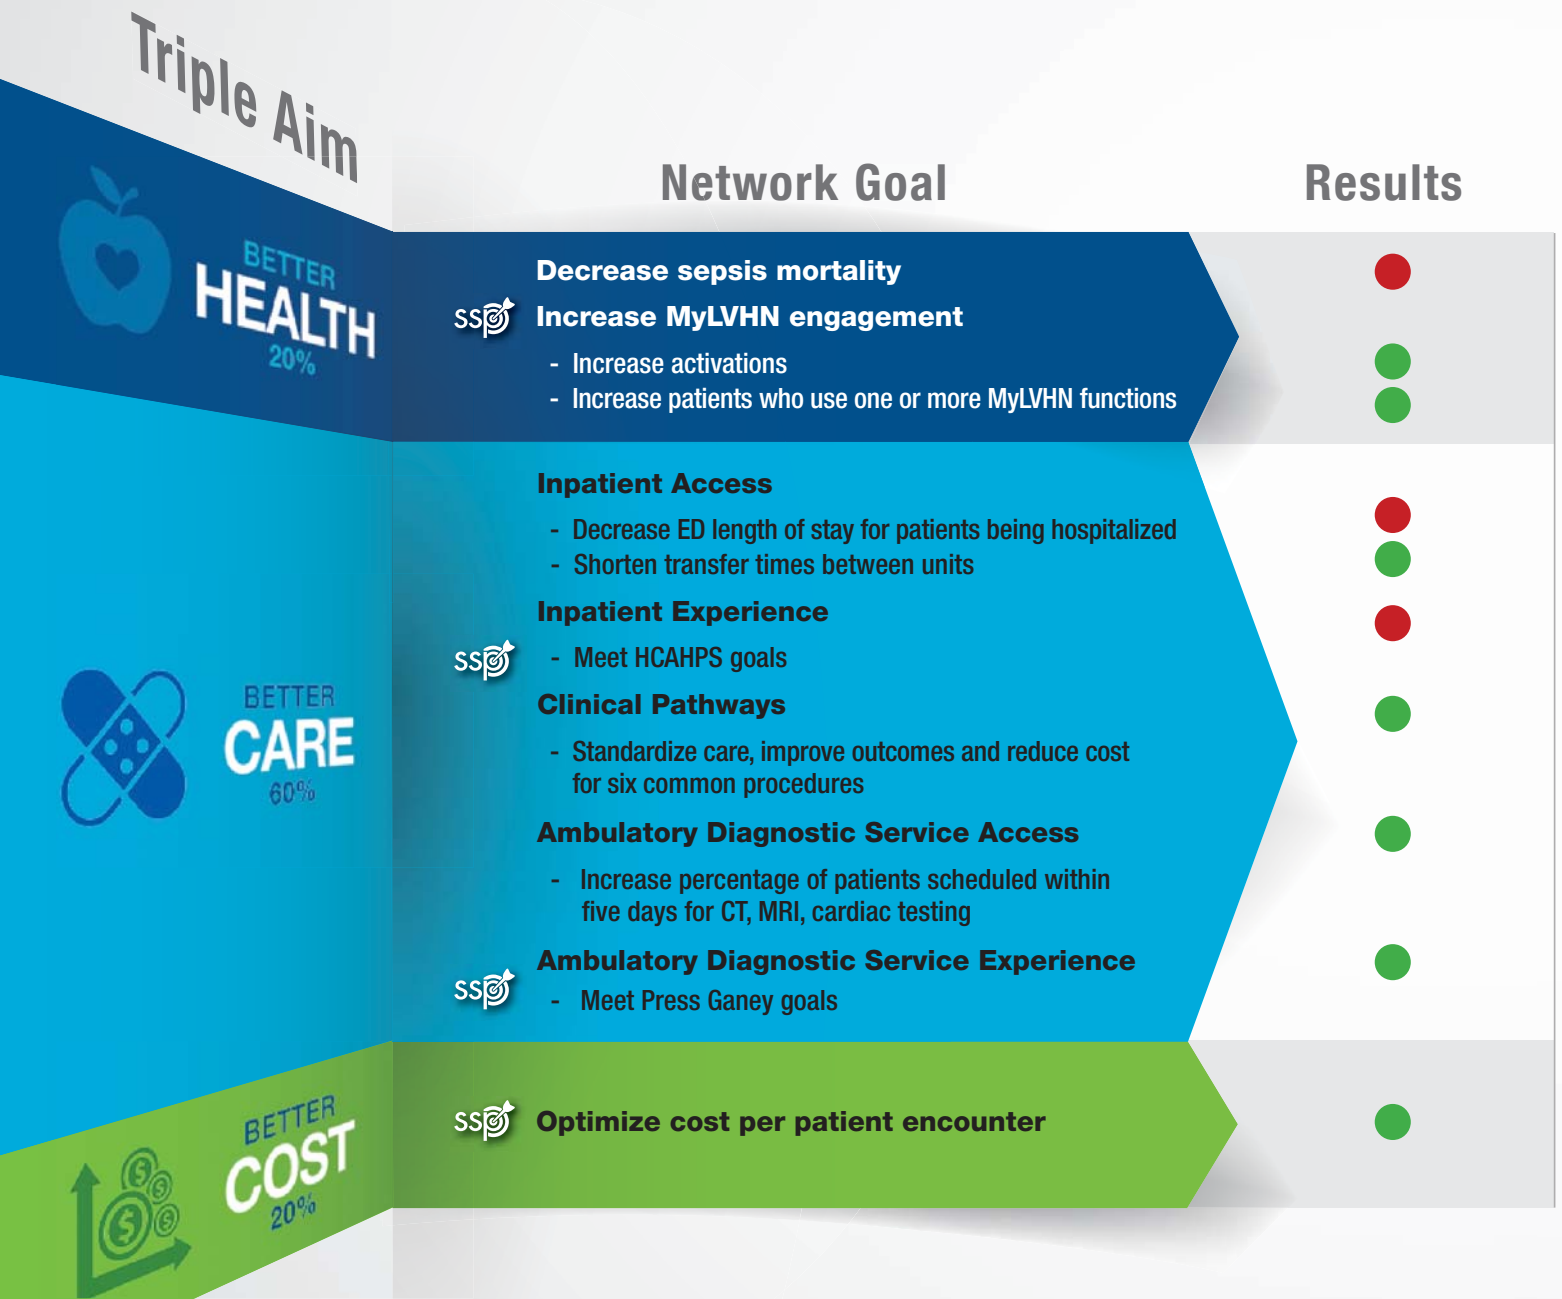 Triple Aim
Network Goal
Results
BETTER
HEALTH
20%
Decrease sepsis mortality
ssp
Increase MyLVHN engagement
- Increase activations
- Increase patients who use one or more MyLVHN functions
BETTER
CARE
60%
Inpatient Access
- Decrease ED length of stay for patients being hospitalized
- Shorten transfer times between units
Inpatient Experience
ssp
- Meet HCAHPS goals
Clinical Pathways
- Standardize care, improve outcomes and reduce cost
for six common procedures
Ambulatory Diagnostic Service Access
- Increase percentage of patients scheduled within
five days for CT, MRI, cardiac testing
Ambulatory Diagnostic Service Experience
ssp
- Meet Press Ganey goals
BETTER
COST
20%
ssp
Optimize cost per patient encounter
$
$
$
$